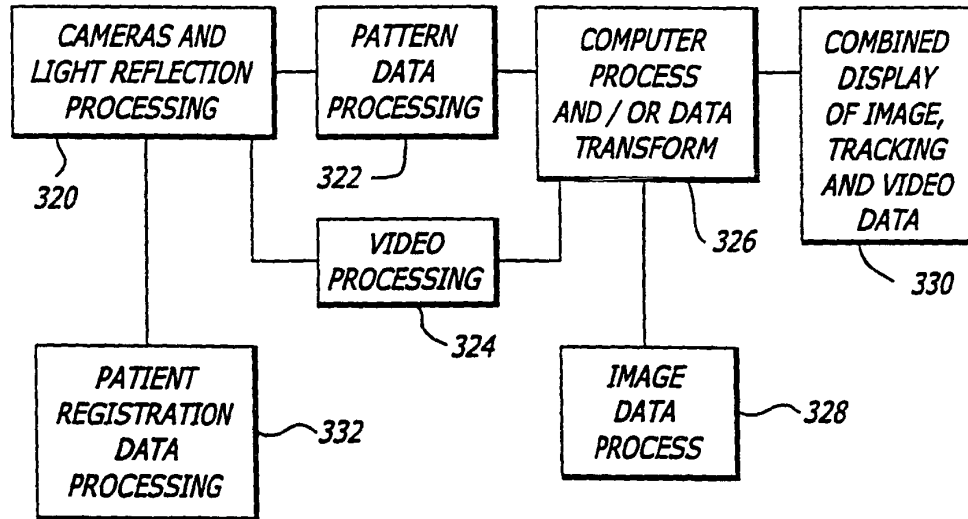 CAMERAS AND
LIGHT REFLECTION
PROCESSING
320
PATTERN
DATA
PROCESSING
322
COMPUTER
PROCESS
AND / OR DATA
TRANSFORM
326
COMBINED
DISPLAY
OF IMAGE,
TRACKING
AND VIDEO
DATA
330
VIDEO
PROCESSING
324
PATIENT
REGISTRATION
DATA
PROCESSING
332
IMAGE
DATA
PROCESS
328